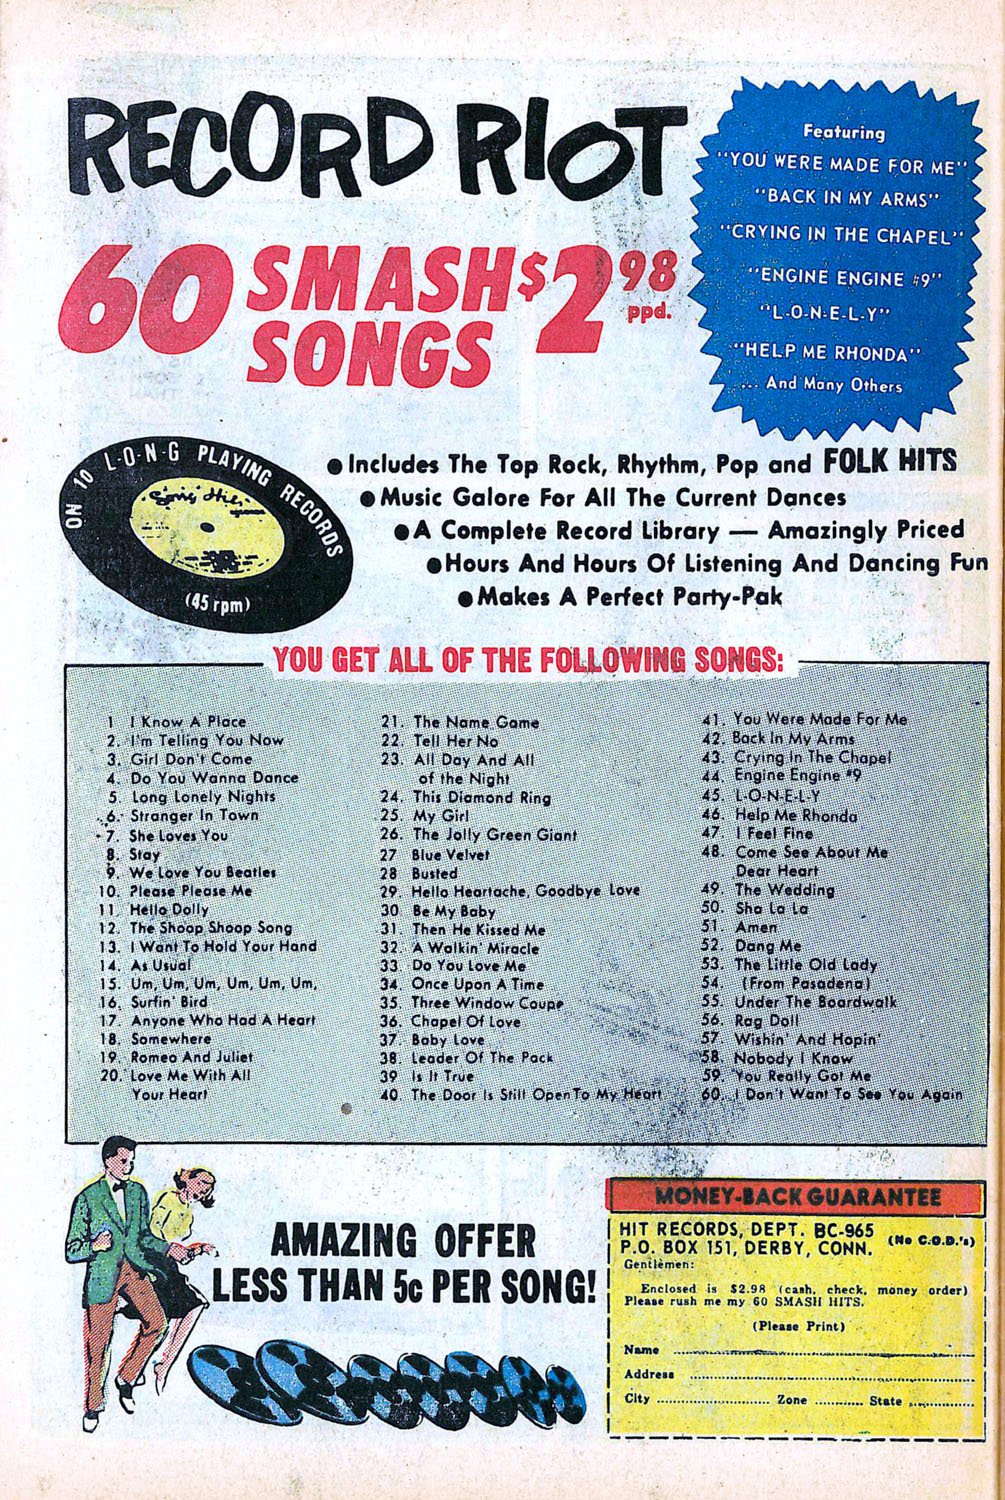 RECORD RIOT
60 SMASH SONGS $2.98 ppd.
Featuring
"YOU WERE MADE FOR ME"
"BACK IN MY ARMS"
"CRYING IN THE CHAPEL"
"ENGINE ENGINE #9"
"L-O-N-E-L-Y"
"HELP ME RHONDA"
... And Many Others
ON 10 L-O-N-G PLAYING RECORDS
Song Hits
(45 rpm)
● Includes The Top Rock, Rhythm, Pop and FOLK HITS
● Music Galore For All The Current Dances
● A Complete Record Library — Amazingly Priced
● Hours And Hours Of Listening And Dancing Fun
● Makes A Perfect Party-Pak
YOU GET ALL OF THE FOLLOWING SONGS:
1 I Know A Place
2. I'm Telling You Now
3. Girl Don't Come
4. Do You Wanna Dance
5. Long Lonely Nights
6. Stranger In Town
7. She Loves You
8. Stay
9. We Love You Beatles
10. Please Please Me
11. Hello Dolly
12. The Shoop Shoop Song
13. I Want To Hold Your Hand
14. As Usual
15. Um, Um, Um, Um, Um, Um,
16. Surfin' Bird
17. Anyone Who Had A Heart
18. Somewhere
19. Romeo And Juliet
20. Love Me With All
Your Heart
21. The Name Game
22. Tell Her No
23. All Day And All
of the Night
24. This Diamond Ring
25. My Girl
26. The Jolly Green Giant
27 Blue Velvet
28 Busted
29. Hello Heartache, Goodbye Love
30. Be My Baby
31. Then He Kissed Me
32. A Walkin' Miracle
33. Do You Love Me
34. Once Upon A Time
35. Three Window Coupe
36. Chapel Of Love
37. Baby Love
38. Leader Of The Pack
39 Is It True
40. The Door Is Still Open To My Heart
41. You Were Made For Me
42. Back In My Arms
43. Crying In The Chapel
44. Engine Engine #9
45. L-O-N-E-L-Y
46. Help Me Rhonda
47. I Feel Fine
48. Come See About Me
Dear Heart
49. The Wedding
50. Sha La La
51. Amen
52. Dang Me
53. The Little Old Lady
54. (From Pasadena)
55. Under The Boardwalk
56. Rag Doll
57. Wishin' And Hopin'
58. Nobody I Know
59. You Really Got Me
60. I Don't Want To See You Again
AMAZING OFFER
LESS THAN 5c PER SONG!
MONEY-BACK GUARANTEE
HIT RECORDS, DEPT. BC-965
P.O. BOX 151, DERBY, CONN. (No C.O.D.'s)
Gentlemen:
Enclosed is $2.98 (cash, check, money order)
Please rush me my 60 SMASH HITS.
(Please Print)
Name
Address
City Zone State